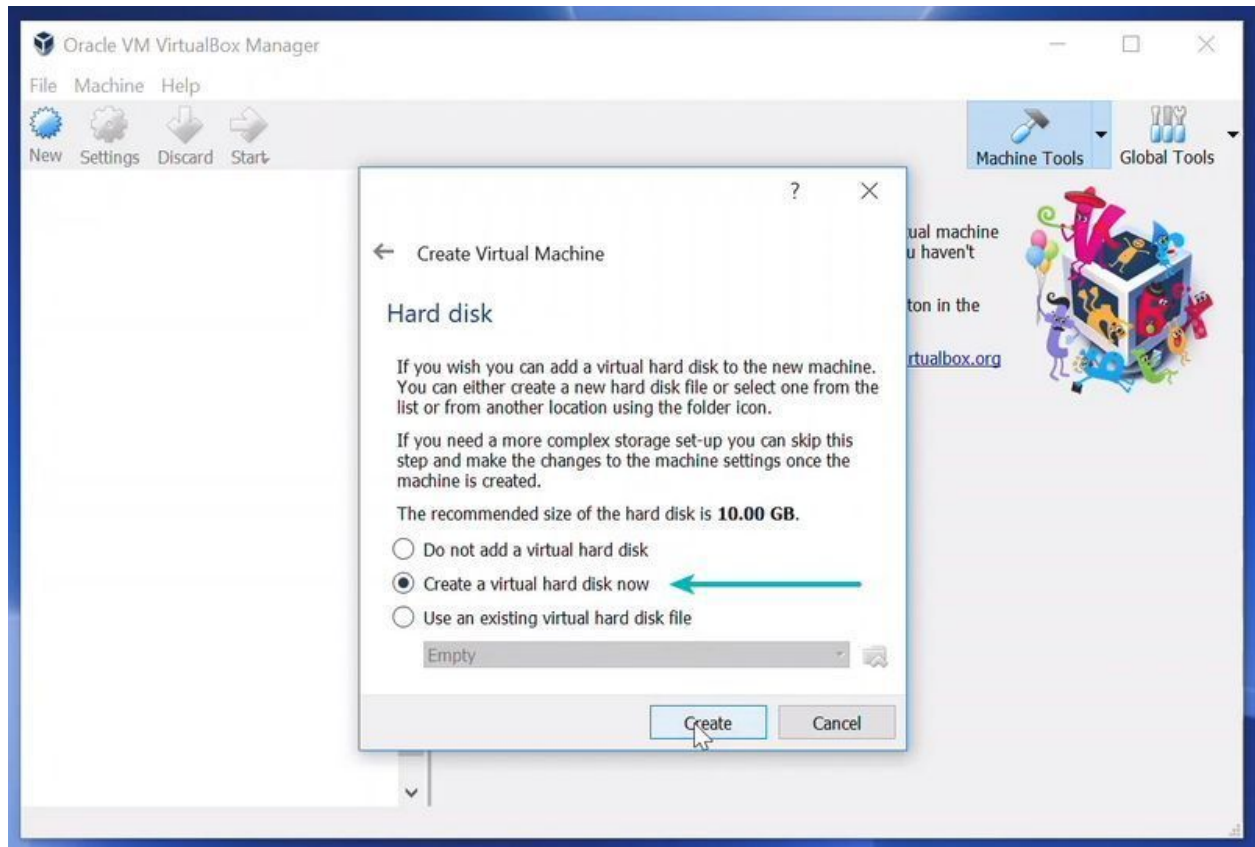 Oracle VM VirtualBox Manager
File Machine Help
New Settings Discard Start
Machine Tools
Global Tools
?
Create Virtual Machine
Hard disk
If you wish you can add a virtual hard disk to the new machine.
You can either create a new hard disk file or select one from the
list or from another location using the folder icon.
If you need a more complex storage set-up you can skip this
step and make the changes to the machine settings once the
machine is created.
The recommended size of the hard disk is 10.00 GB.
Do not add a virtual hard disk
Create a virtual hard disk now
Use an existing virtual hard disk file
Empty
Create Cancel
ual machine
u haven't
ton in the
rtualbox.org